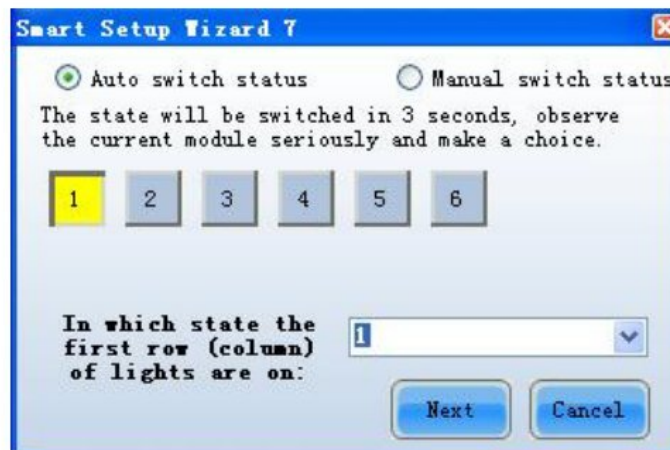 Smart Setup Wizard 7
Auto switch status Manual switch status
The state will be switched in 3 seconds, observe
the current module seriously and make a choice.
1 2 3 4 5 6
In which state the
first row (column)
of lights are on:
1
Next Cancel